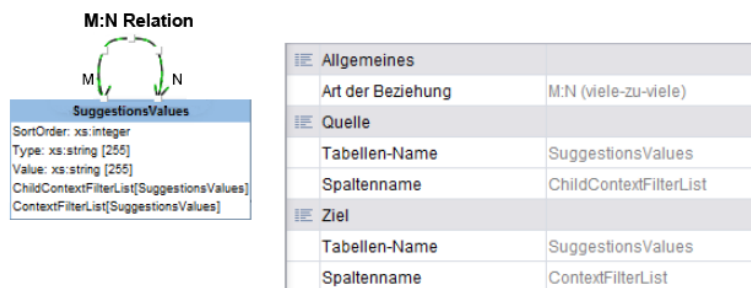 M:N Relation
M
N
SuggestionsValues
SortOrder: xs:integer
Type: xs:string [255]
Value: xs:string [255]
ChildContextFilterList[SuggestionsValues]
ContextFilterList[SuggestionsValues]
Allgemeines
Art der Beziehung M:N (viele-zu-viele)
Quelle
Tabellen-Name SuggestionsValues
Spaltenname ChildContextFilterList
Ziel
Tabellen-Name SuggestionsValues
Spaltenname ContextFilterList